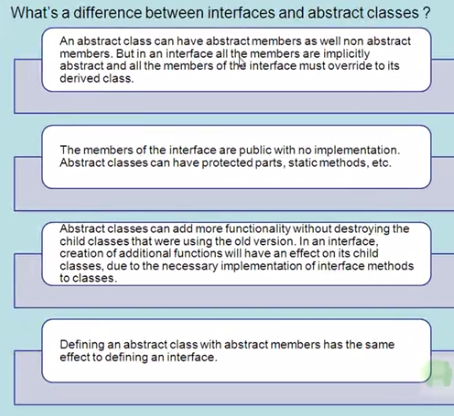 What's a difference between interfaces and abstract classes ?
An abstract class can have abstract members as well non abstract
members. But in an interface all the members are implicitly
abstract and all the members of the interface must override to its
derived class.
The members of the interface are public with no implementation.
Abstract classes can have protected parts, static methods, etc.
Abstract classes can add more functionality without destroying the
child classes that were using the old version. In an interface,
creation of additional functions will have an effect on its child
classes, due to the necessary implementation of interface methods
to classes.
Defining an abstract class with abstract members has the same
effect to defining an interface.